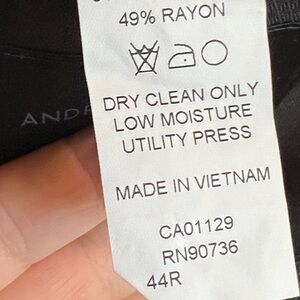 49% RAYON
DRY CLEAN ONLY
LOW MOISTURE
UTILITY PRESS
MADE IN VIETNAM
CA01129
RN90736
44R